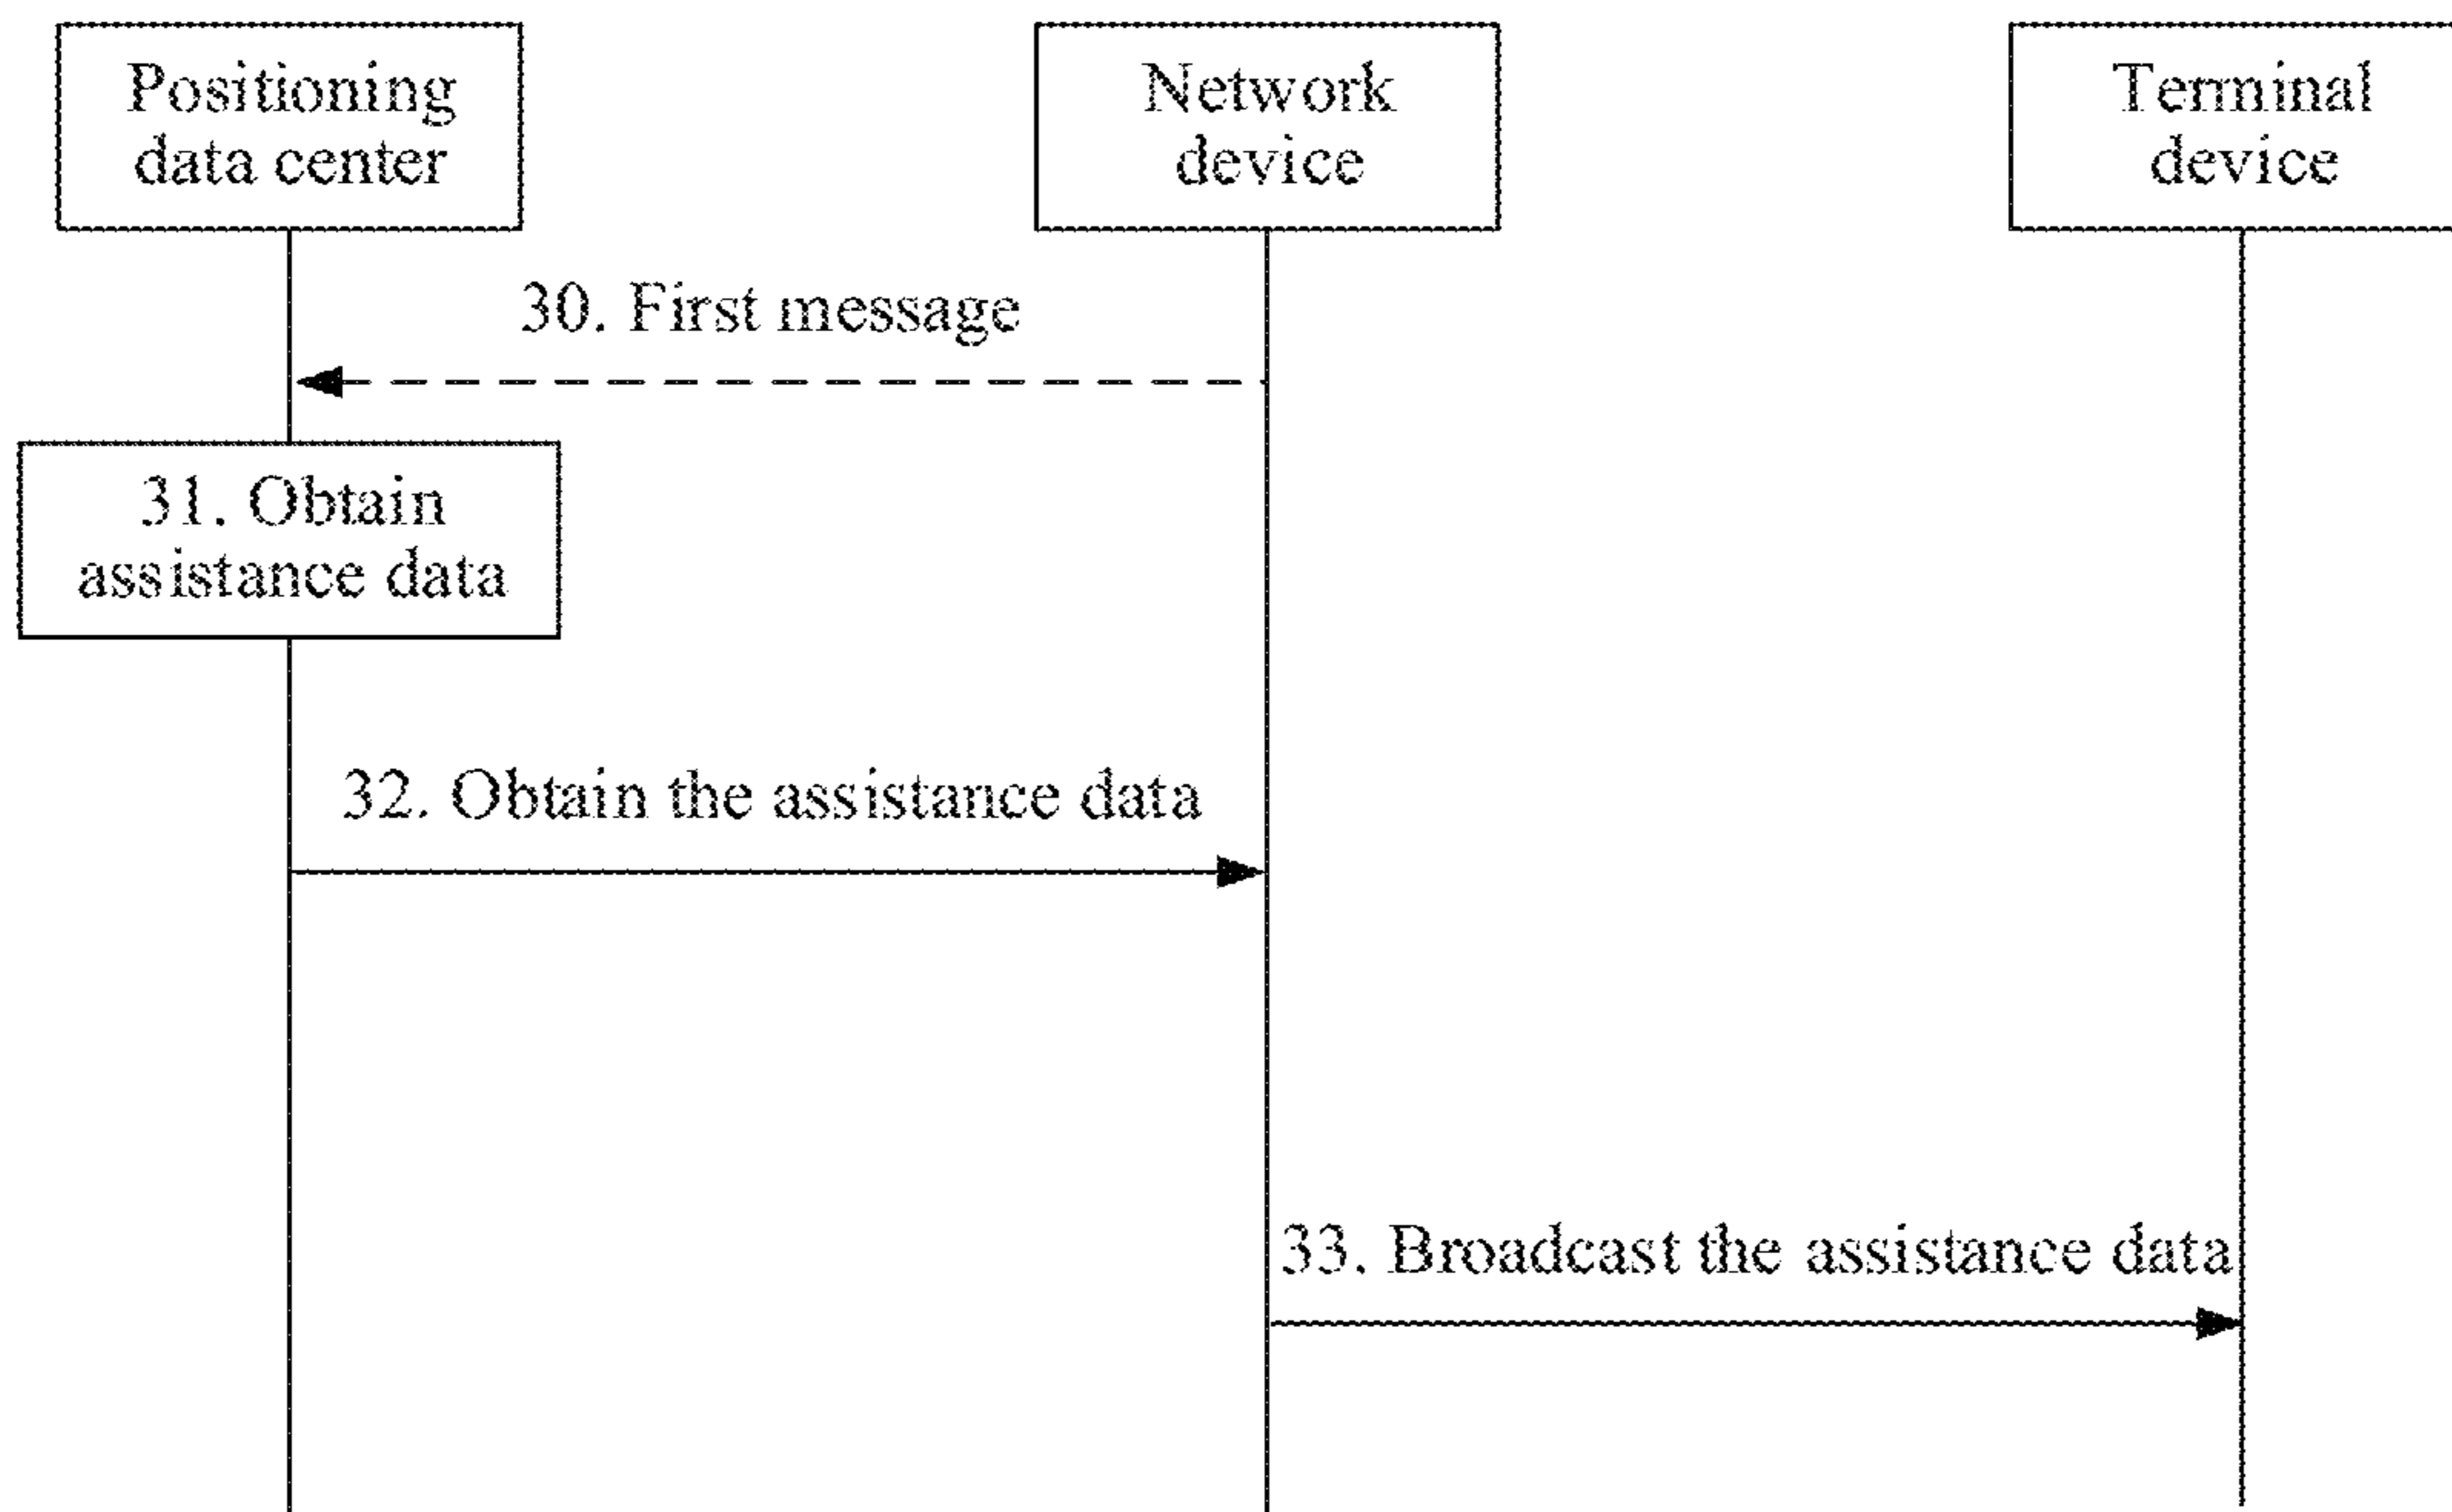 Positioning
data center
Network
device
Terminal
device
30. First message
31. Obtain
assistance data
32. Obtain the assistance data
33. Broadcast the assistance data